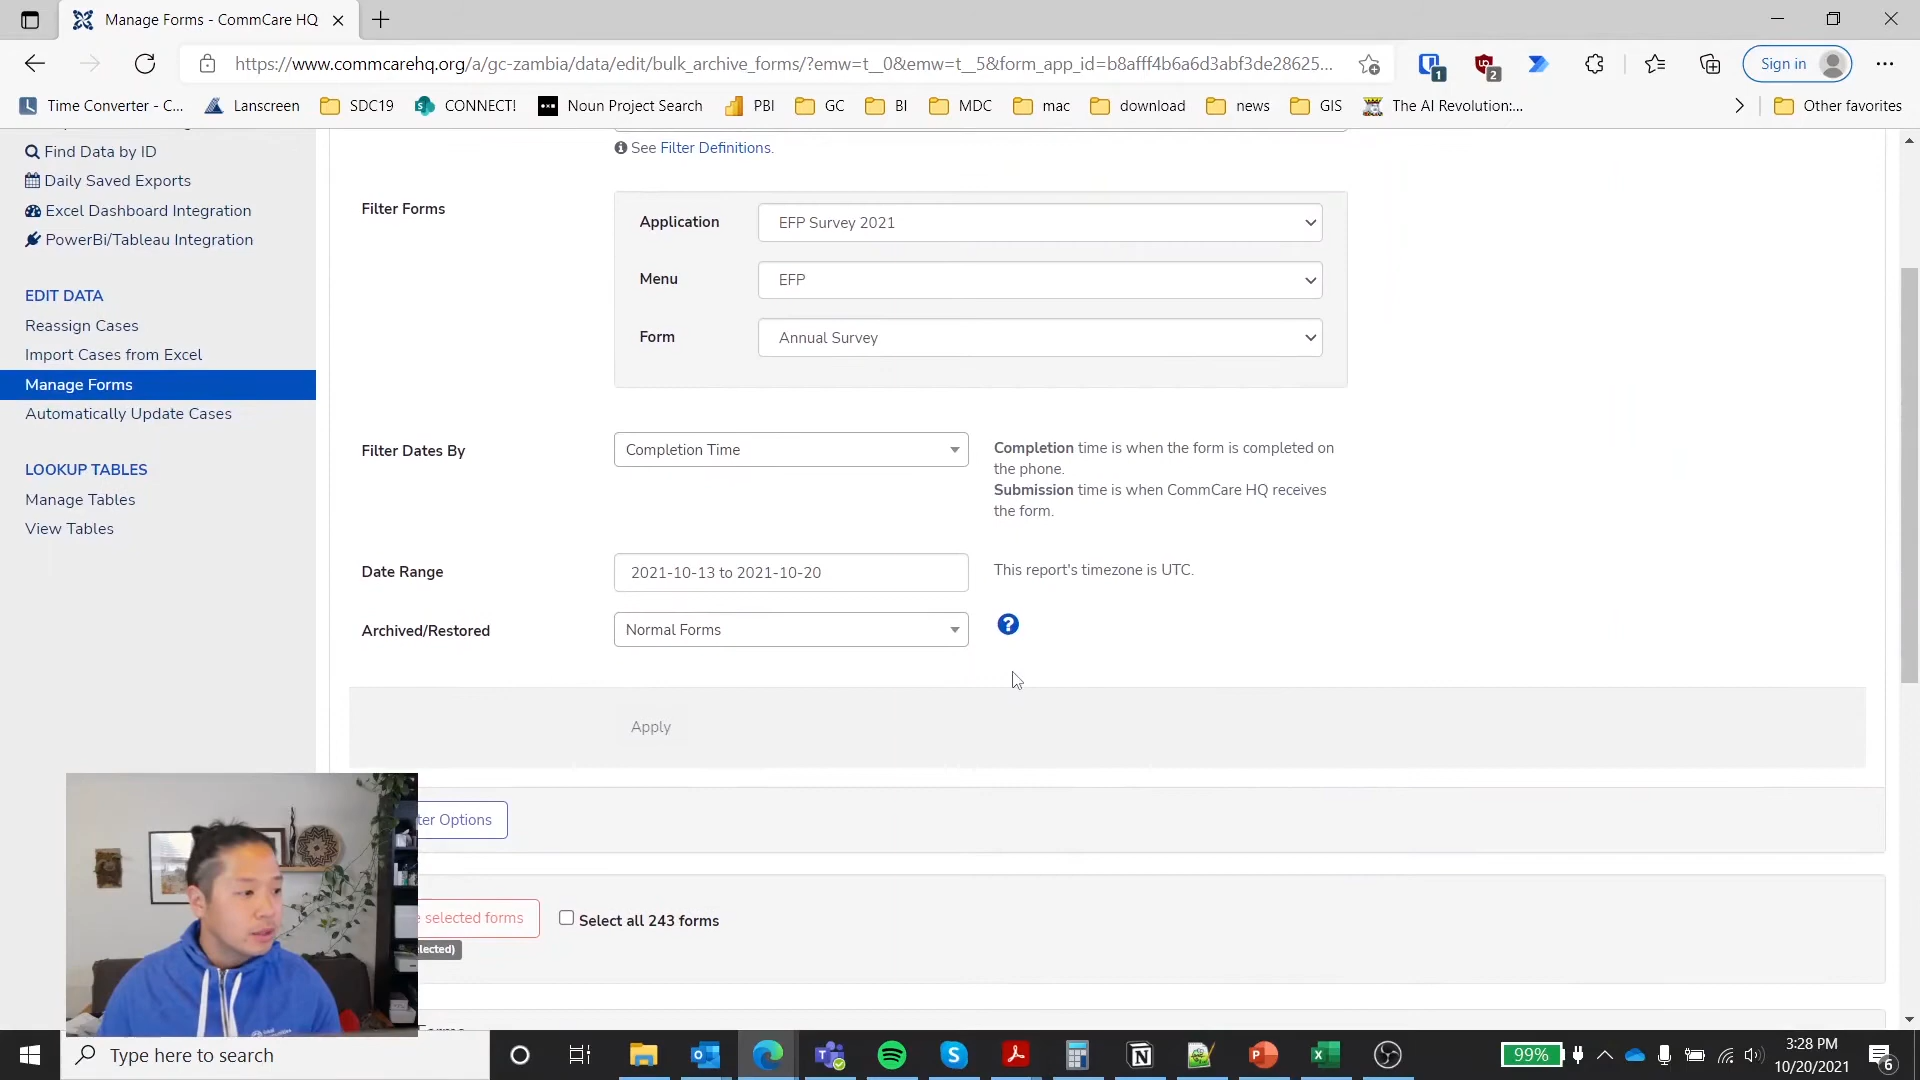 Manage Forms - CommCare HQ
https://www.commcarehq.org/a/gc-zambia/data/edit/bulk_archive_forms/?emw=t__0&emw=t__5&form_app_id=b8afff4b6a6d3abf3de28625...
1
2
Sign in
Time Converter - C...
Lanscreen
SDC19
CONNECT!
Noun Project Search
PBI
GC
BI
MDC
mac
download
news
GIS
The AI Revolution:...
Other favorites
Find Data by ID
Daily Saved Exports
Excel Dashboard Integration
PowerBi/Tableau Integration
EDIT DATA
Reassign Cases
Import Cases from Excel
Manage Forms
Automatically Update Cases
LOOKUP TABLES
Manage Tables
View Tables
See Filter Definitions.
Filter Forms
Application
EFP Survey 2021
Menu
EFP
Form
Annual Survey
Filter Dates By
Completion Time
Completion time is when the form is completed on
the phone.
Submission time is when CommCare HQ receives
the form.
Date Range
2021-10-13 to 2021-10-20
This report's timezone is UTC.
Archived/Restored
Normal Forms
?
Apply
ter Options
selected forms
Select all 243 forms
lected)
Type here to search
99%
3:28 PM
10/20/2021
6